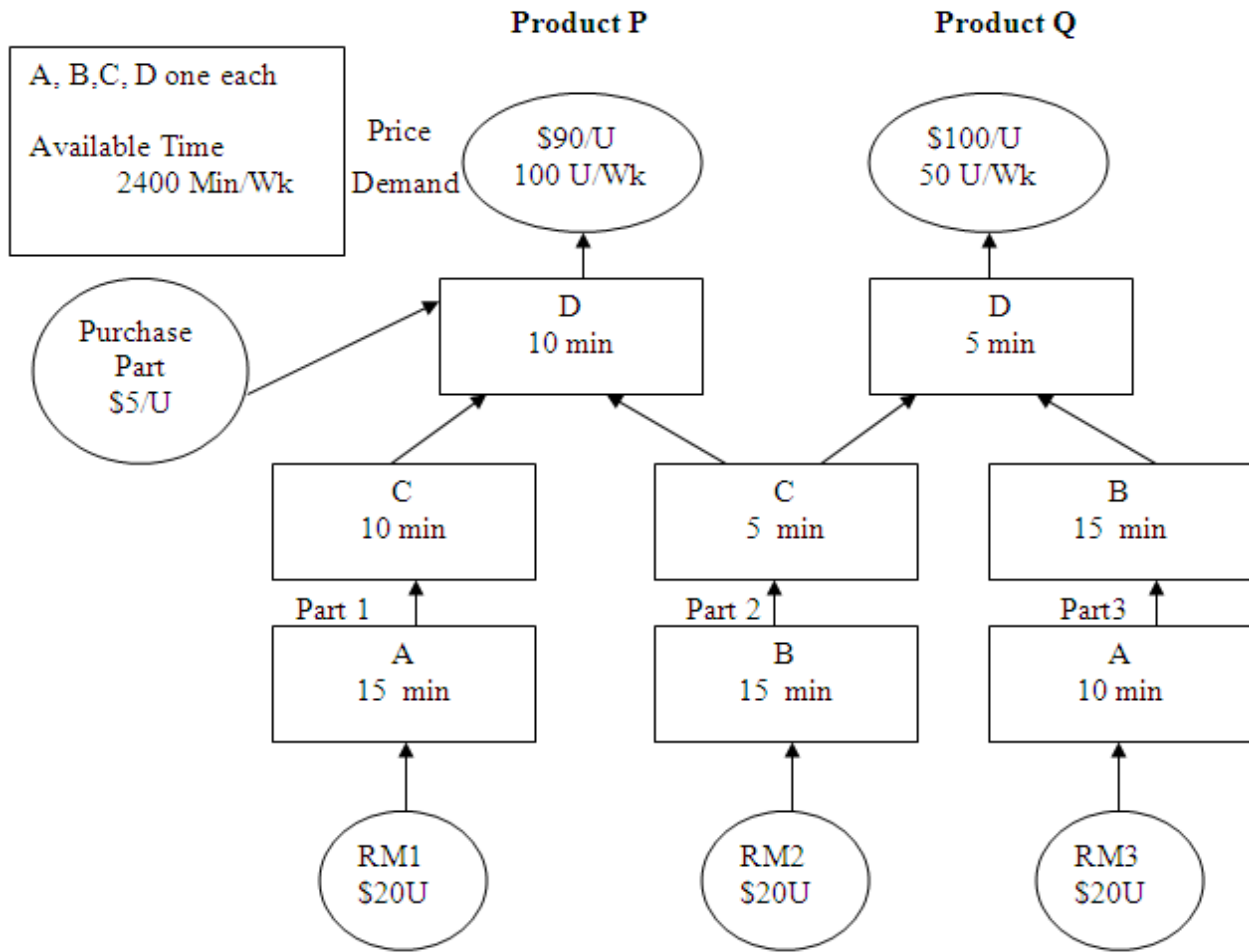 Product P
Product Q
A, B,C, D one each
Available Time
2400 Min/Wk
Price
Demand
$90/U
100 U/Wk
$100/U
50 U/Wk
Purchase
Part
$5/U
D
10 min
D
5 min
C
10 min
C
5 min
B
15 min
Part 1
Part 2
Part3
A
15 min
B
15 min
A
10 min
RM1
$20U
RM2
$20U
RM3
$20U